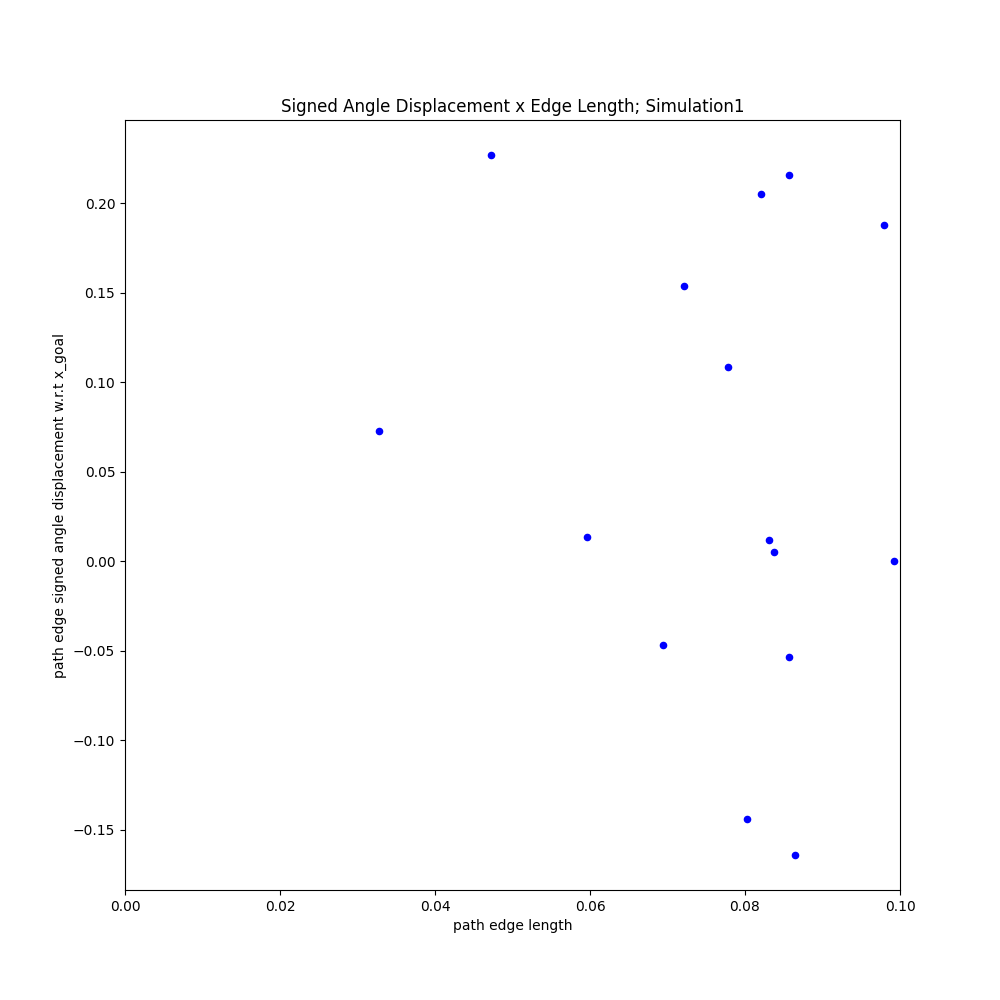 Signed Angle Displacement x Edge Length; Simulation1
path edge signed angle displacement w.r.t x_goal
0.20
0.15
0.10
0.05
0.00
−0.05
−0.10
−0.15
0.00 0.02 0.04 0.06 0.08 0.10
path edge length